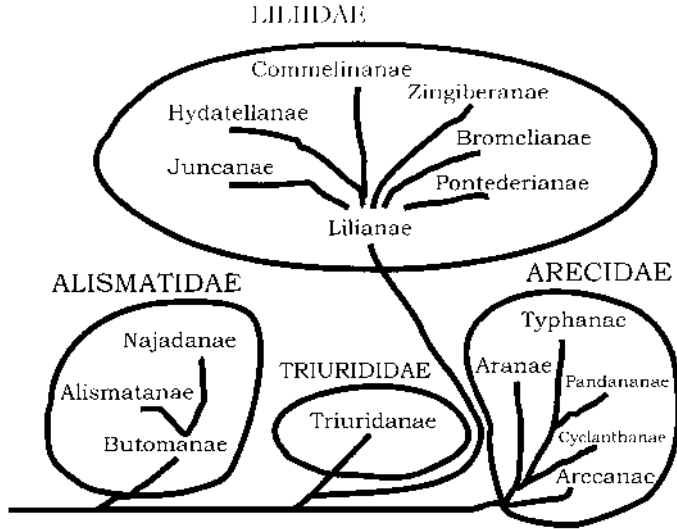 LILIIDAE
Commelinanae
Zingiberanae
Hydatellanae
Bromelianae
Juncanae
Pontederianae
Lilianae
ALISMATIDAE
ARECIDAE
Typhanae
Najadanae
TRIURIDIDAE
Aranae
Pandananae
Alismatanae
Triuridanae
Cyclanthanae
Butomanae
Arecanae